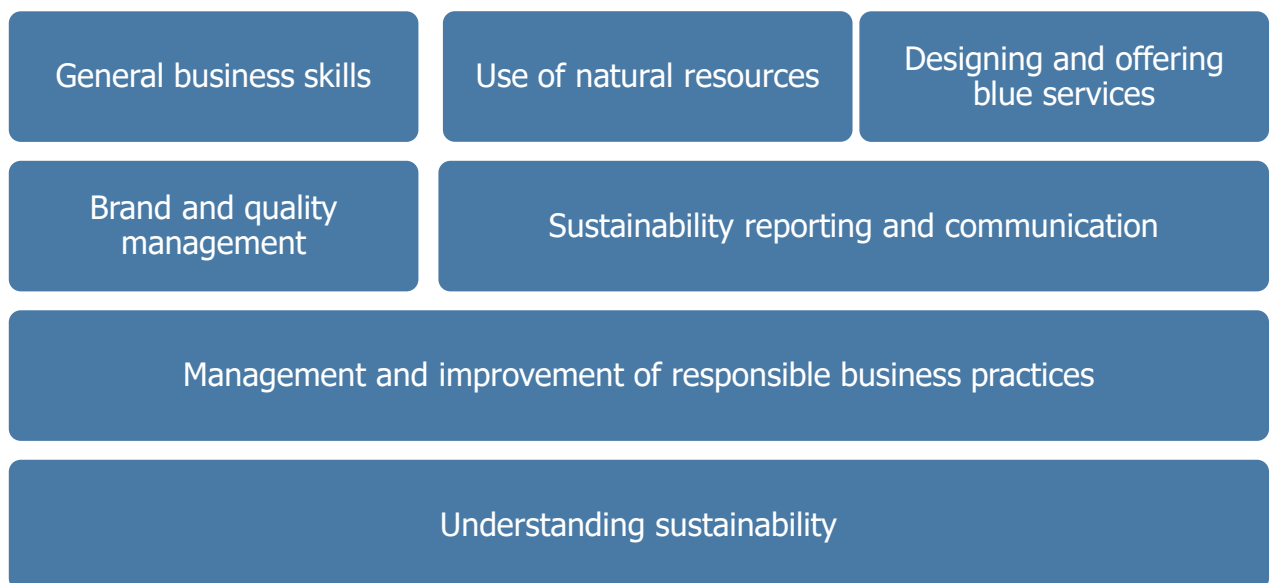 General business skills
Use of natural resources
Designing and offering
blue services
Brand and quality
management
Sustainability reporting and communication
Management and improvement of responsible business practices
Understanding sustainability